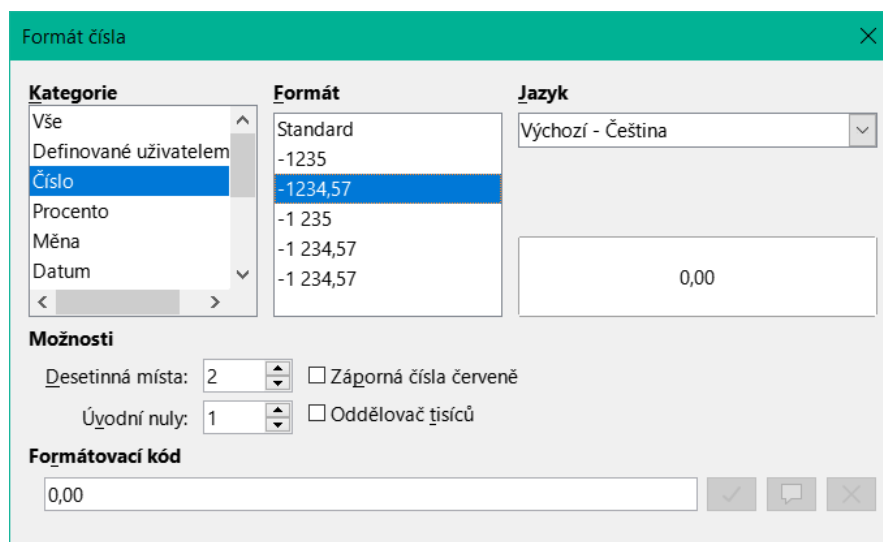 Formát čísla
Kategorie
Vše
Definované uživatelem
Číslo
Procento
Měna
Datum
Formát
Standard
-1235
-1234,57
-1 235
-1 234,57
-1 234,57
Jazyk
Výchozí - Čeština
0,00
Možnosti
Desetinná místa: 2
Záporná čísla červeně
Úvodní nuly: 1
Oddělovač tisíců
Formátovací kód
0,00